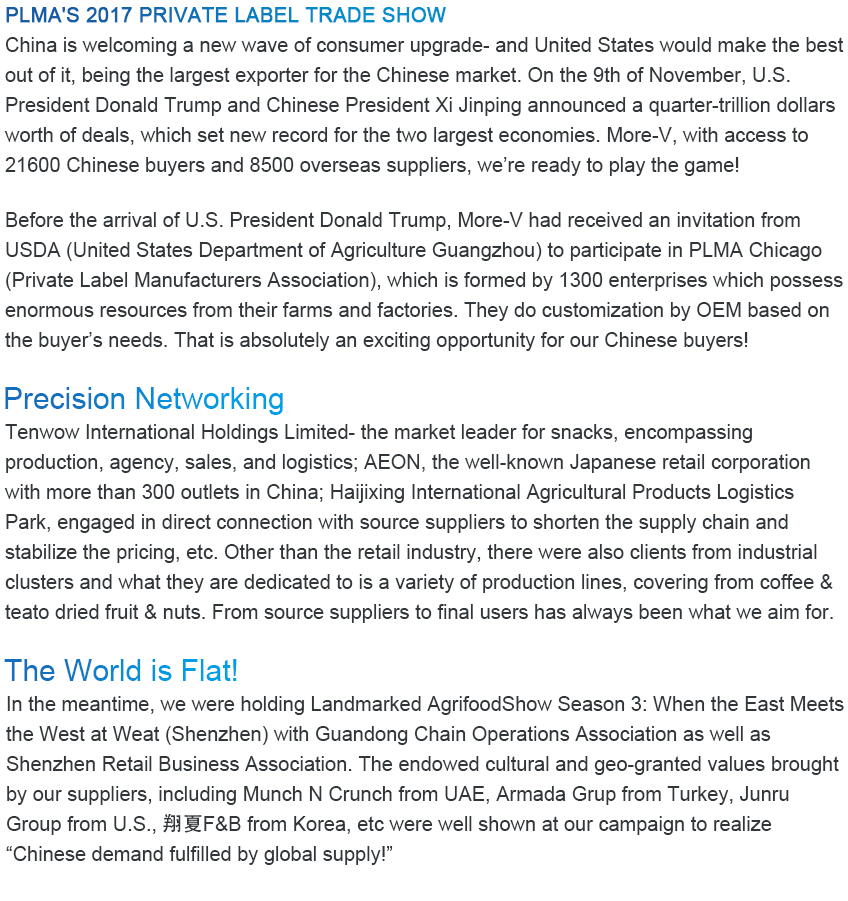 PLMA'S 2017 PRIVATE LABEL TRADE SHOW
China is welcoming a new wave of consumer upgrade- and United States would make the best
out of it, being the largest exporter for the Chinese market. On the 9th of November, U.S.
President Donald Trump and Chinese President Xi Jinping announced a quarter-trillion dollars
worth of deals, which set new record for the two largest economies. More-V, with access to
21600 Chinese buyers and 8500 overseas suppliers, we’re ready to play the game!
Before the arrival of U.S. President Donald Trump, More-V had received an invitation from
USDA (United States Department of Agriculture Guangzhou) to participate in PLMA Chicago
(Private Label Manufacturers Association), which is formed by 1300 enterprises which possess
enormous resources from their farms and factories. They do customization by OEM based on
the buyer’s needs. That is absolutely an exciting opportunity for our Chinese buyers!
Precision Networking
Tenwow International Holdings Limited- the market leader for snacks, encompassing
production, agency, sales, and logistics; AEON, the well-known Japanese retail corporation
with more than 300 outlets in China; Haijixing International Agricultural Products Logistics
Park, engaged in direct connection with source suppliers to shorten the supply chain and
stabilize the pricing, etc. Other than the retail industry, there were also clients from industrial
clusters and what they are dedicated to is a variety of production lines, covering from coffee &
teato dried fruit & nuts. From source suppliers to final users has always been what we aim for.
The World is Flat!
In the meantime, we were holding Landmarked AgrifoodShow Season 3: When the East Meets
the West at Weat (Shenzhen) with Guandong Chain Operations Association as well as
Shenzhen Retail Business Association. The endowed cultural and geo-granted values brought
by our suppliers, including Munch N Crunch from UAE, Armada Grup from Turkey, Junru
Group from U.S., 翔夏F&B from Korea, etc were well shown at our campaign to realize
“Chinese demand fulfilled by global supply!”